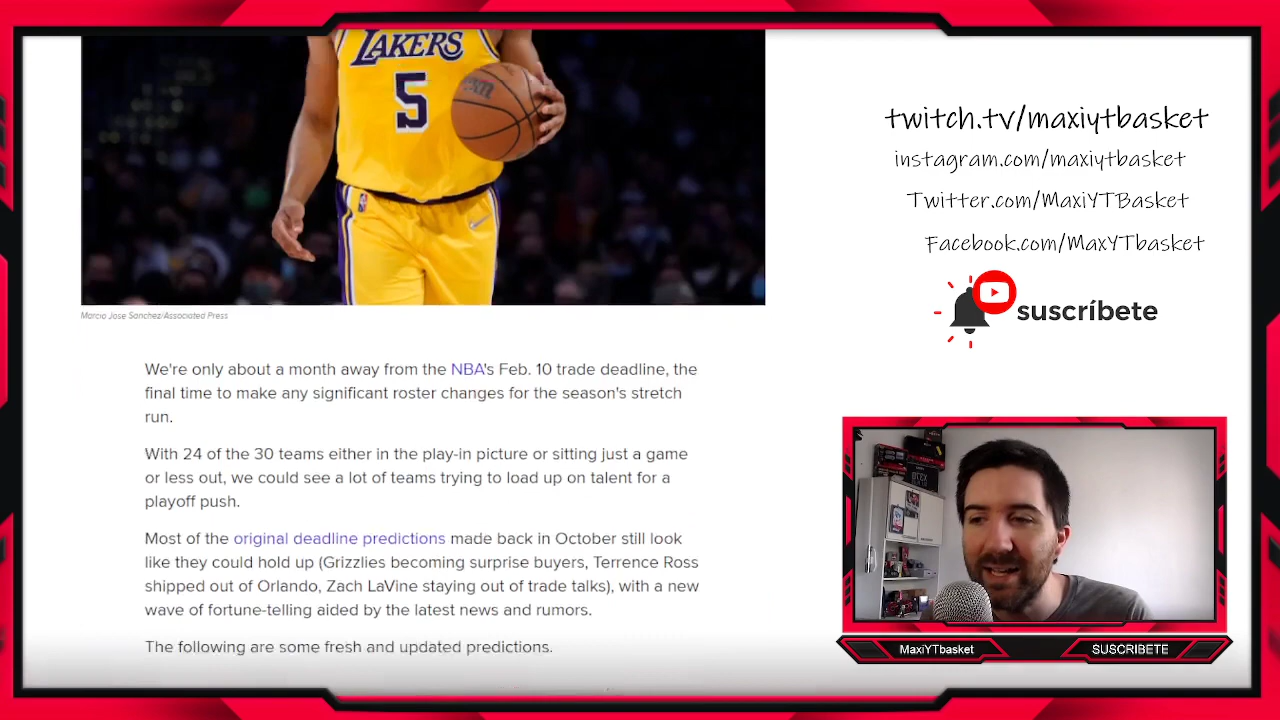 LAKERS
5
Marcio Jose Sanchez/Associated Press
We're only about a month away from the NBA's Feb. 10 trade deadline, the
final time to make any significant roster changes for the season's stretch
run.
With 24 of the 30 teams either in the play-in picture or sitting just a game
or less out, we could see a lot of teams trying to load up on talent for a
playoff push.
Most of the original deadline predictions made back in October still look
like they could hold up (Grizzlies becoming surprise buyers, Terrence Ross
shipped out of Orlando, Zach LaVine staying out of trade talks), with a new
wave of fortune-telling aided by the latest news and rumors.
The following are some fresh and updated predictions.
twitch.tv/maxiytbasket
instagram.com/maxiytbasket
Twitter.com/MaxiYTBasket
Facebook.com/MaxYTbasket
suscríbete
MaxiYTbasket
SUSCRIBETE